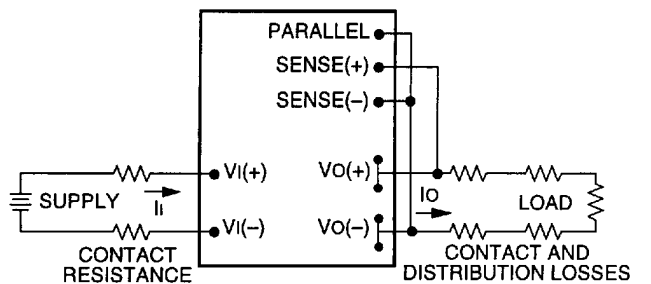 PARALLEL
SENSE(+)
SENSE(–)
VI(+)
VO(+)
SUPPLY
II
IO
LOAD
VI(–)
VO(–)
CONTACT
RESISTANCE
CONTACT AND
DISTRIBUTION LOSSES